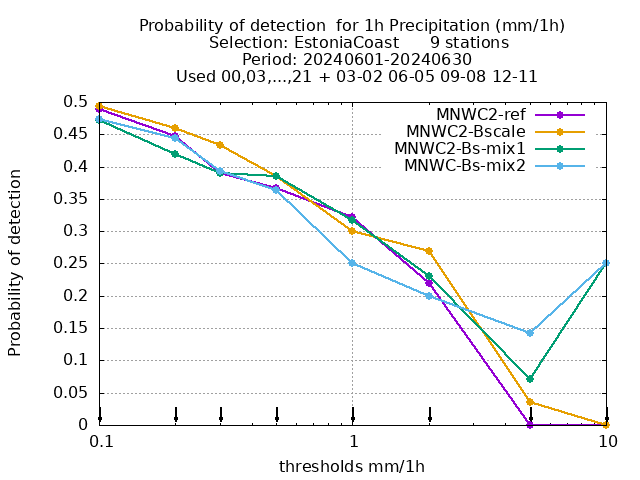 Probability of detection  for 1h Precipitation (mm/1h)
Selection: EstoniaCoast      9 stations
Period: 20240601-20240630
Used 00,03,...,21 + 03-02 06-05 09-08 12-11
MNWC2-ref
MNWC2-Bscale
MNWC2-Bs-mix1
MNWC-Bs-mix2
Probability of detection
0.5
0.45
0.4
0.35
0.3
0.25
0.2
0.15
0.1
0.05
0
0.1
1
10
thresholds mm/1h